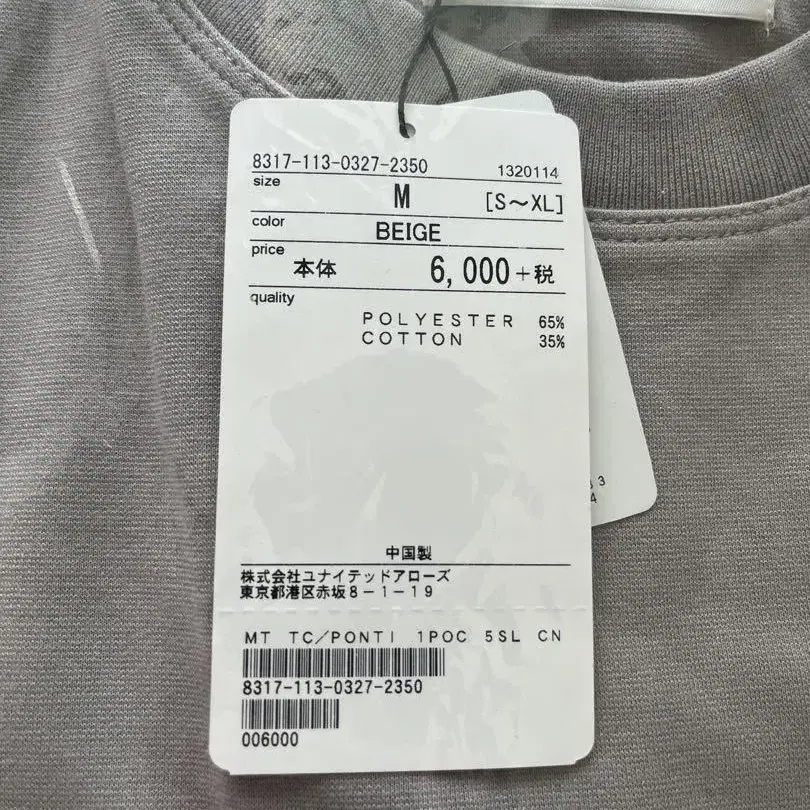 8317-113-0327-2350 1320114
size M [S～XL]
color BEIGE
price 本体 6,000+税
quality
POLYESTER 65%
COTTON 35%
中国製
株式会社ユナイテッドアローズ
東京都港区赤坂8-1-19
MT TC/PONTI 1POC 5SL CN
8317-113-0327-2350
006000
3
4